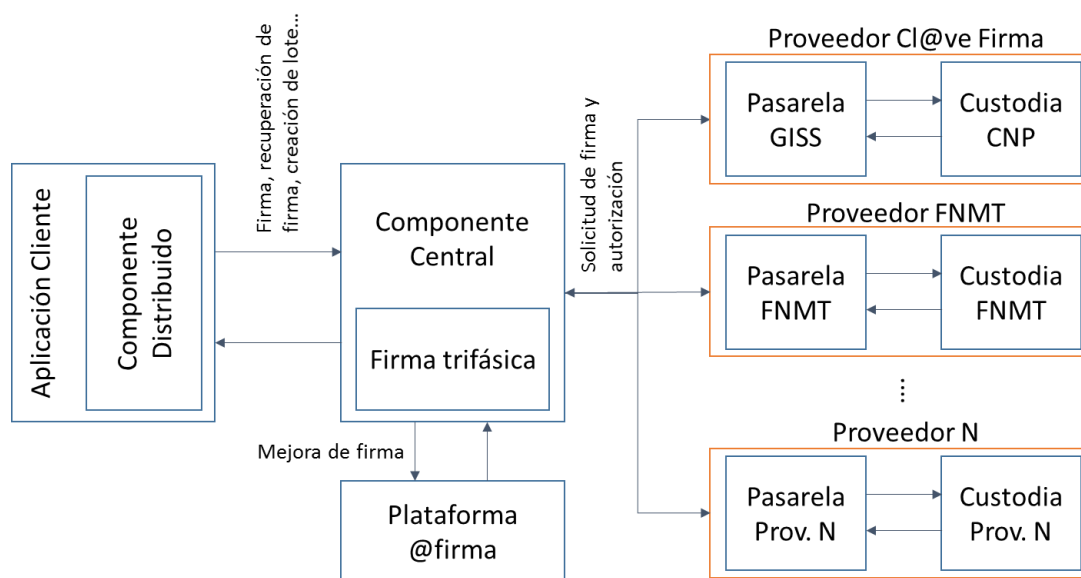 Aplicación Cliente
Componente
Distribuido
Firma, recuperación de
firma, creación de lote...
Componente
Central
Firma trifásica
Mejora de firma
Plataforma
@firma
Solicitud de firma y
autorización
Proveedor Cl@ve Firma
Pasarela
GISS
Custodia
CNP
Proveedor FNMT
Pasarela
FNMT
Custodia
FNMT
....
Proveedor N
Pasarela
Prov. N
Custodia
Prov. N